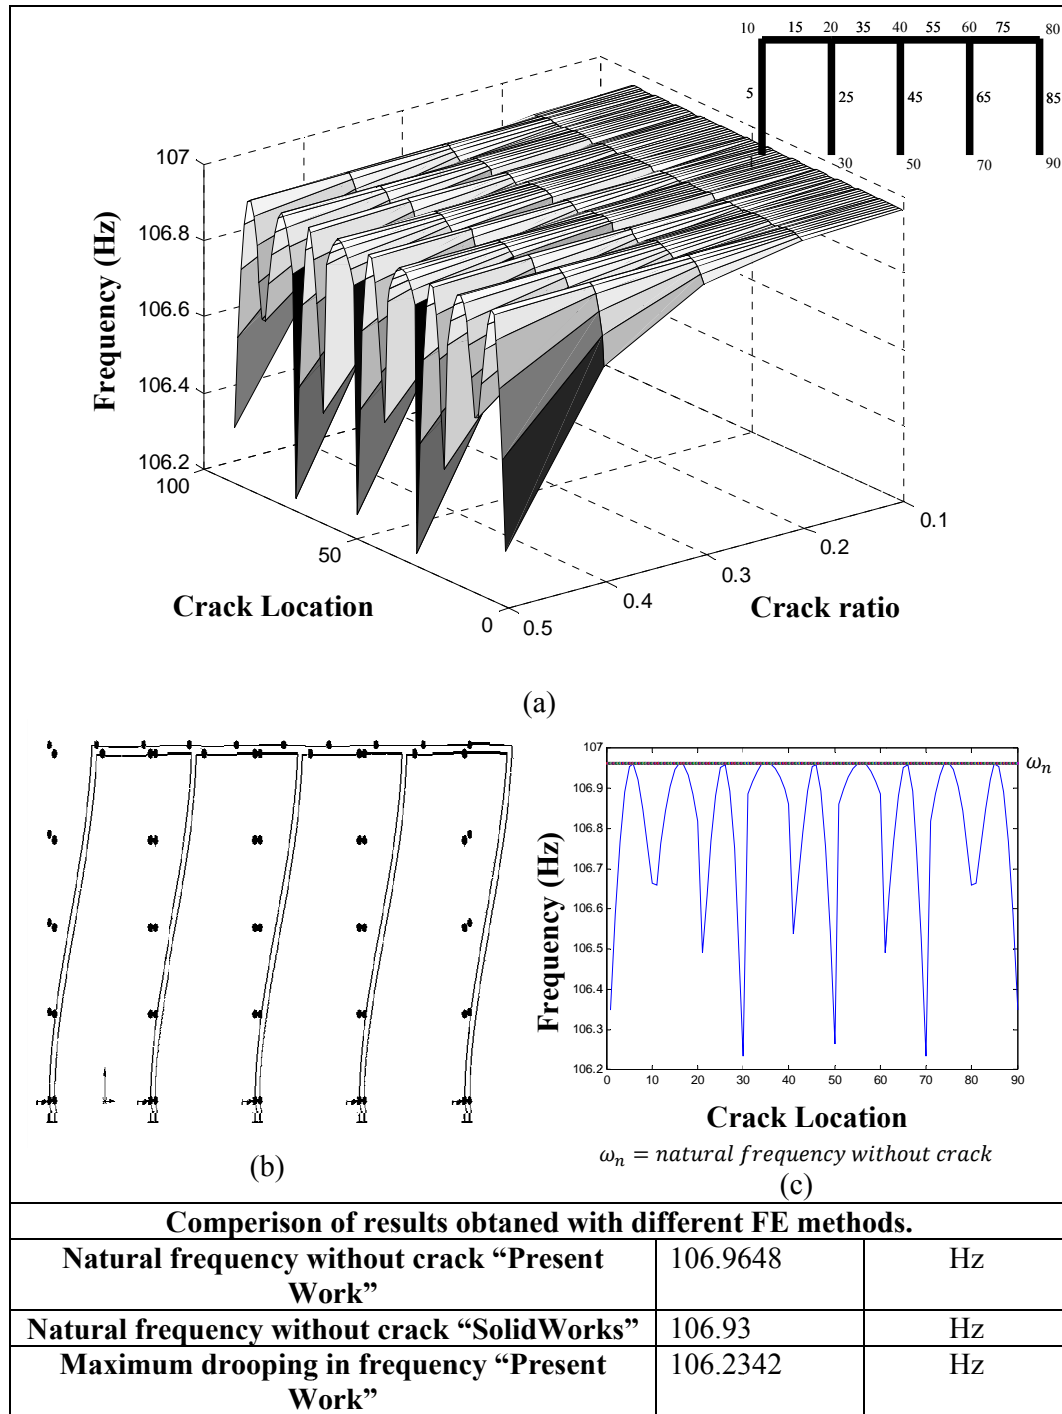 10 15 20 35 40 55 60 75 80
5 25 45 65 85
30 50 70 90
107
106.8
106.6
106.4
106.2
Frequency (Hz)
100
50
0
Crack Location
0.5
0.4
0.3
0.2
0.1
Crack ratio
(a)
(b)
107
106.9
106.8
106.7
106.6
106.5
106.4
106.3
106.2
Frequency (Hz)
ωn
0 10 20 30 40 50 60 70 80 90
Crack Location
ωn = natural frequency without crack
(c)
Comperison of results obtaned with different FE methods.
Natural frequency without crack “Present
Work” 106.9648 Hz
Natural frequency without crack “SolidWorks” 106.93 Hz
Maximum drooping in frequency “Present
Work” 106.2342 Hz